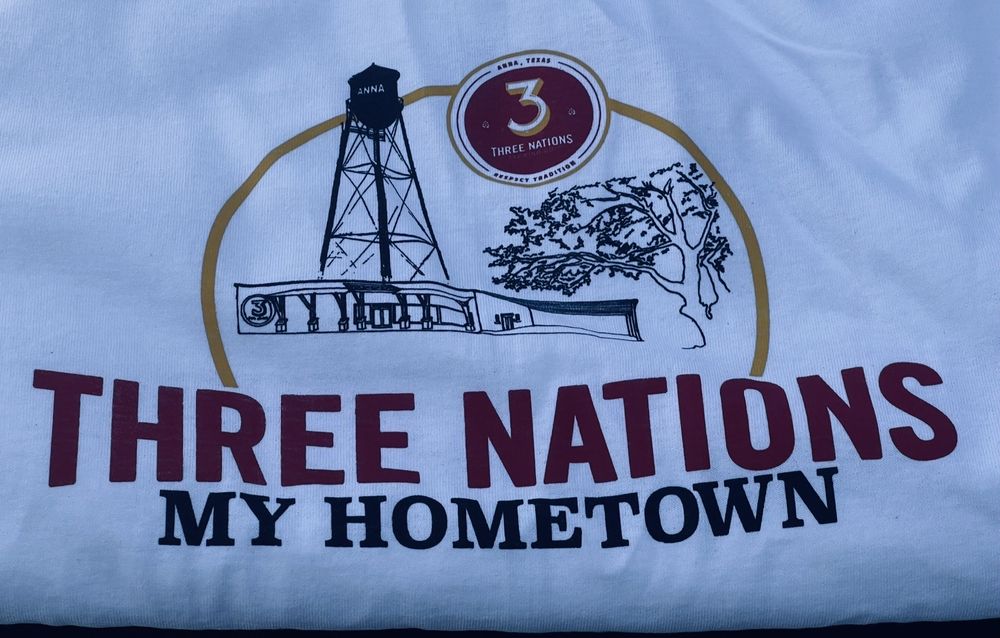 ANNA
ANNA, TEXAS
3
THREE NATIONS
RESPECT TRADITION
3
THREE NATIONS
MY HOMETOWN